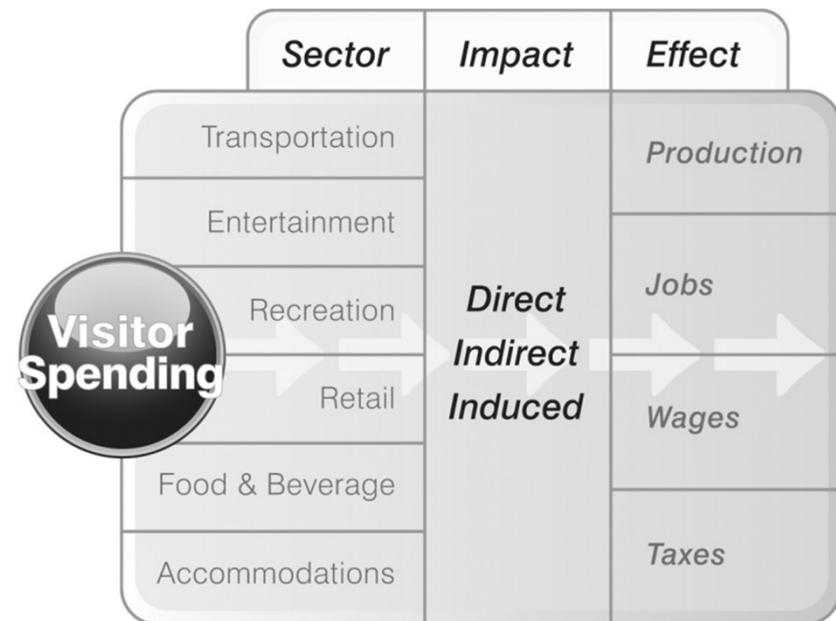 Sector Impact Effect
Transportation
Entertainment
Recreation
Retail
Food & Beverage
Accommodations
Visitor
Spending
Direct
Indirect
Induced
Production
Jobs
Wages
Taxes